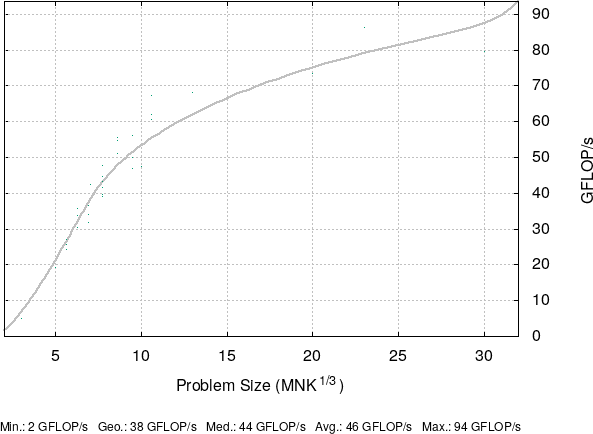 90
80
70
60
50
40
30
20
10
0
GFLOP/s
5 10 15 20 25 30
Problem Size (MNK^1/3)
Min.: 2 GFLOP/s Geo.: 38 GFLOP/s Med.: 44 GFLOP/s Avg.: 46 GFLOP/s Max.: 94 GFLOP/s